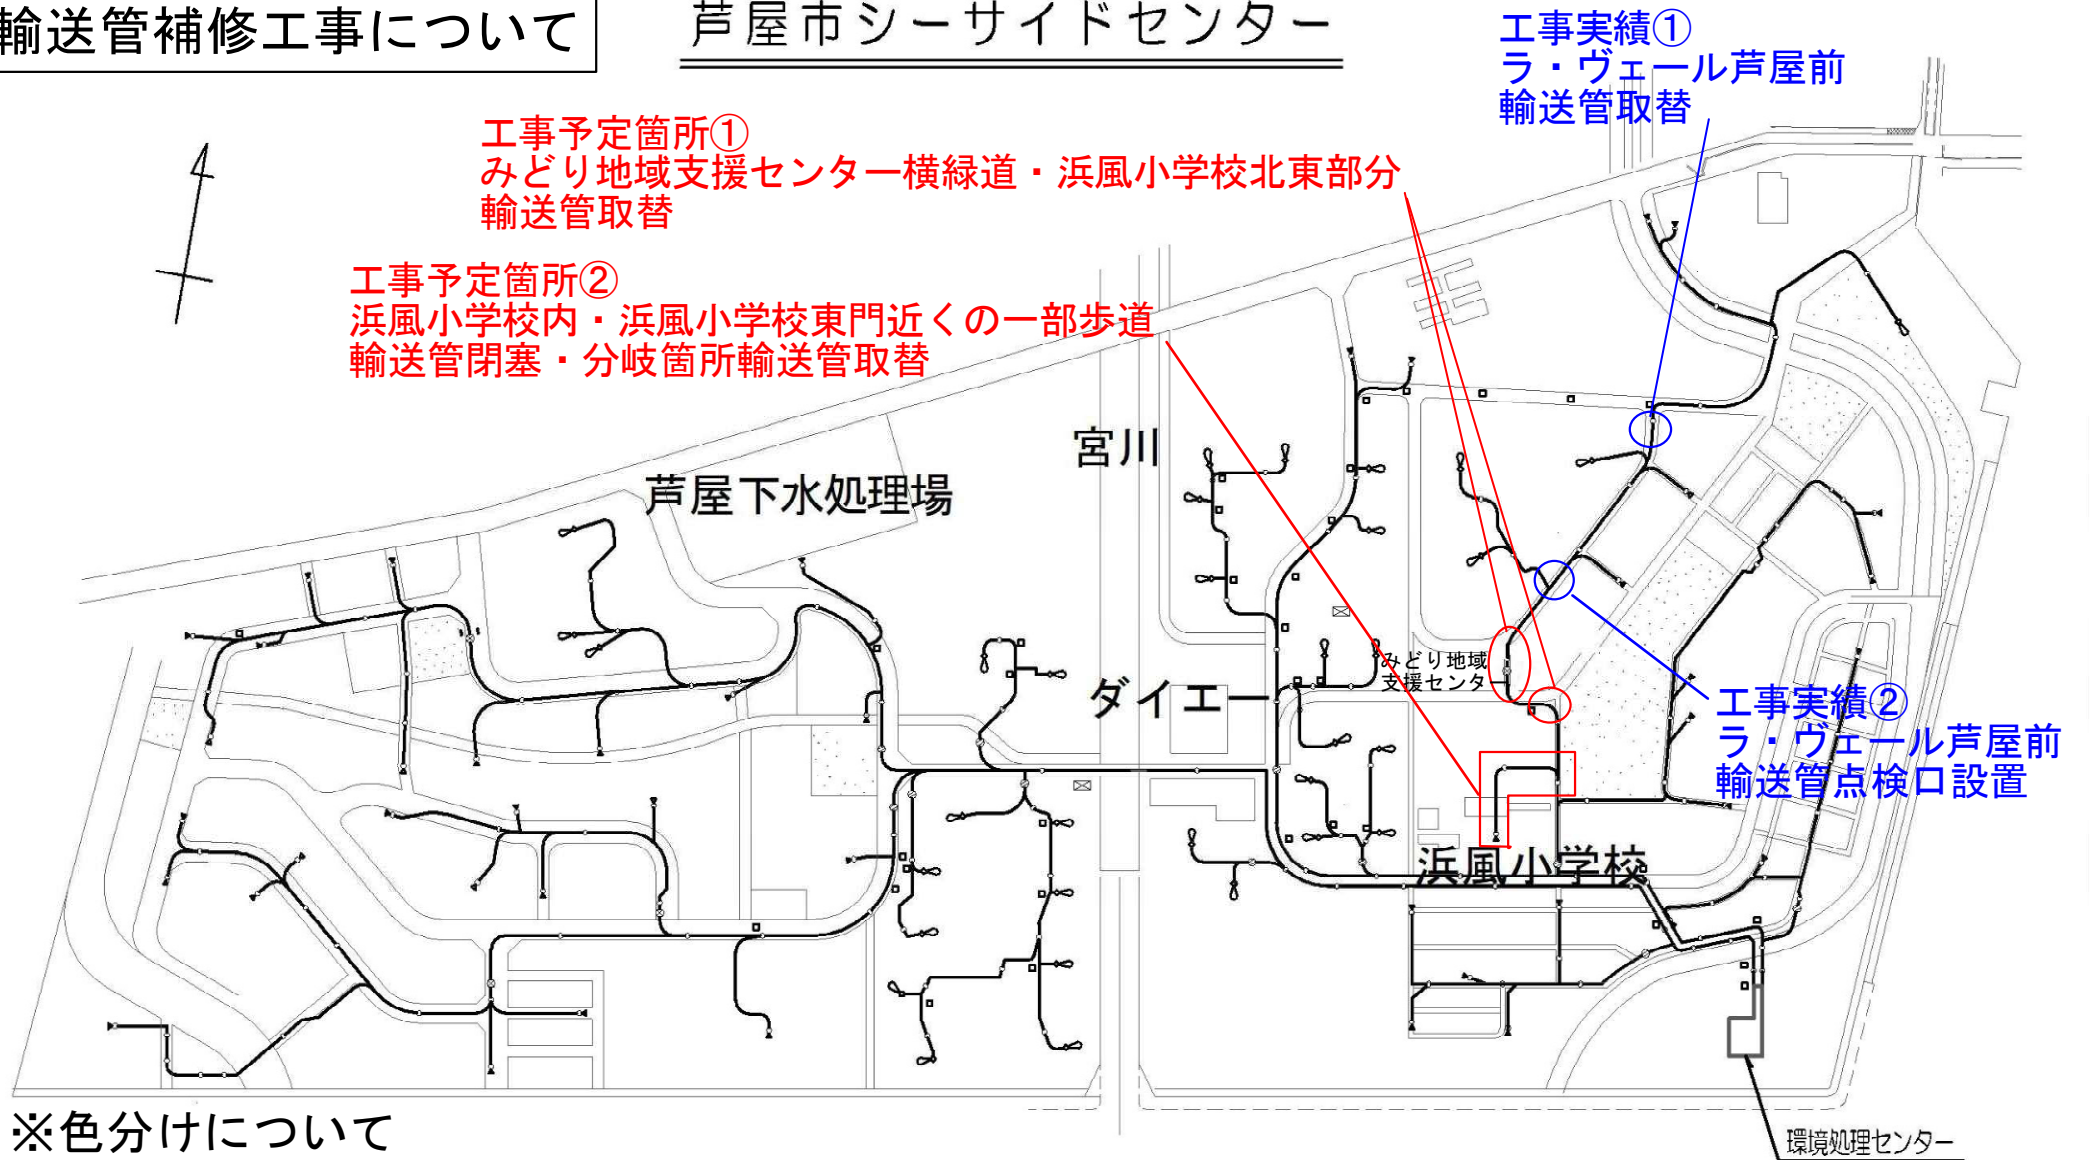 輸送管補修工事について
芦屋市シーサイドセンター
工事実績①
ラ・ヴェール芦屋前
輸送管取替
工事予定箇所①
みどり地域支援センター横緑道・浜風小学校北東部分
輸送管取替
工事予定箇所②
浜風小学校内・浜風小学校東門近くの一部歩道
輸送管閉塞・分岐箇所輸送管取替
宮川
芦屋下水処理場
みどり地域
支援センター
ダイエー
工事実績②
ラ・ヴェール芦屋前
輸送管点検口設置
浜風小学校
環境処理センター
※色分けについて